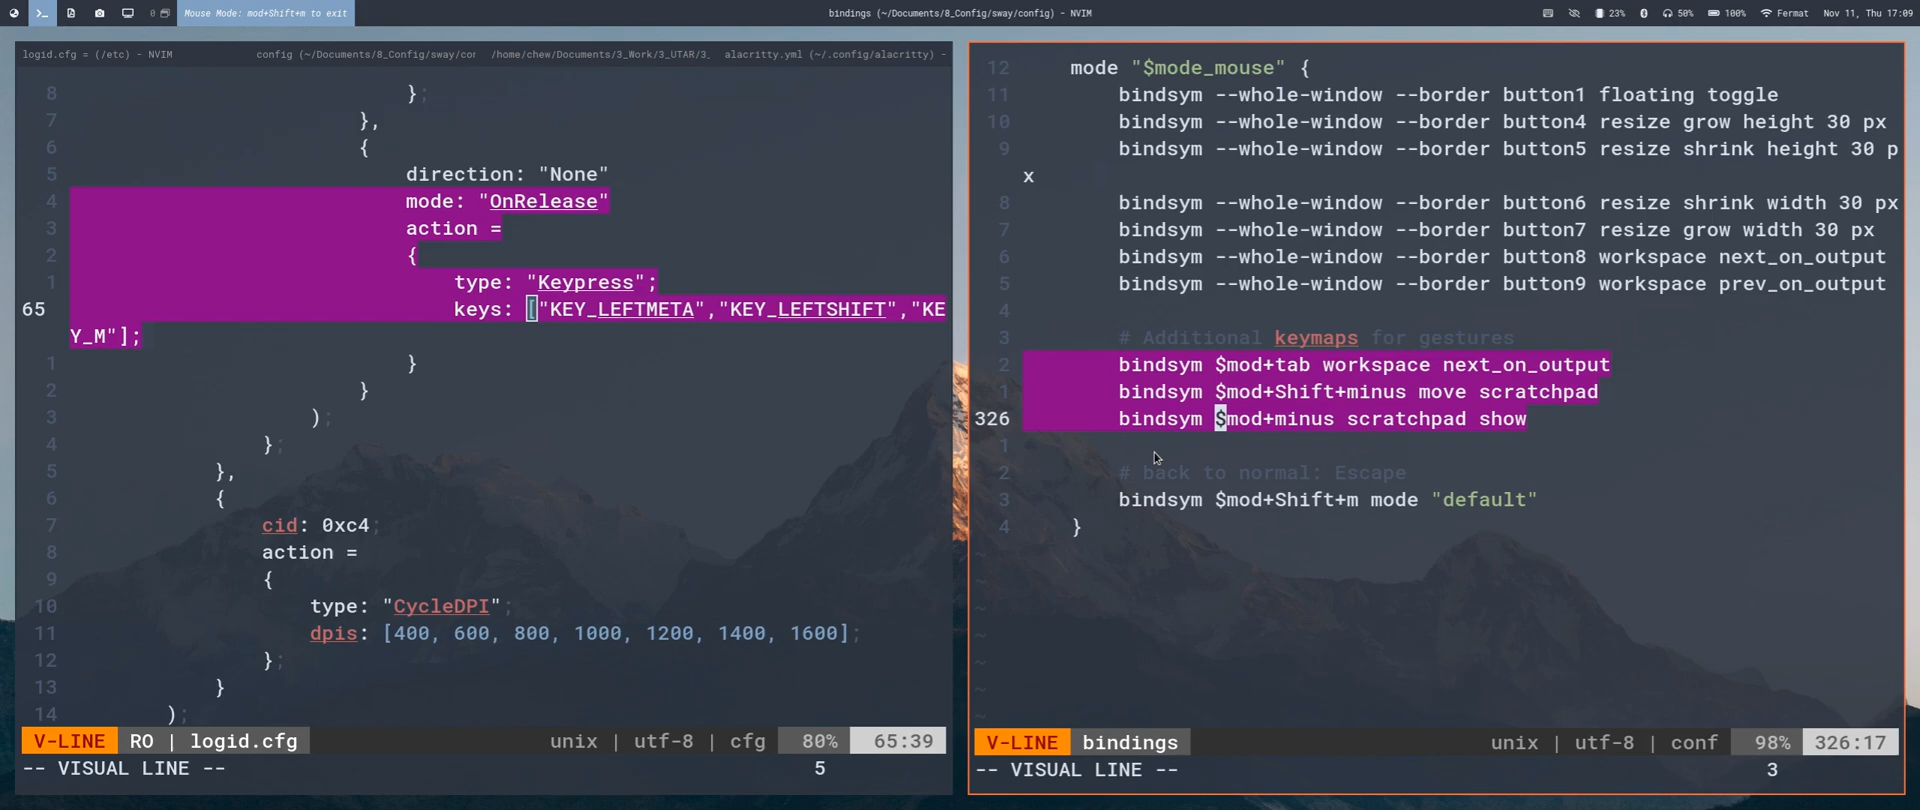 0 Mouse Mode: mod+Shift+m to exit
bindings (~/Documents/8_Config/sway/config) - NVIM
23% 50% 100% Fermat Nov 11, Thu 17:09
logid.cfg = (/etc) - NVIM
config (~/Documents/8_Config/sway/con
/home/chew/Documents/3_Work/3_UTAR/3_
alacritty.yml (~/.config/alacritty) -
8 };
7 },
6 {
5 direction: "None"
4 mode: "OnRelease"
3 action =
2 {
1 type: "Keypress";
65 keys: ["KEY_LEFTMETA","KEY_LEFTSHIFT","KE
Y_M"];
1 }
2 }
3 );
4 };
5 },
6 {
7 cid: 0xc4;
8 action =
9 {
10 type: "CycleDPI";
11 dpis: [400, 600, 800, 1000, 1200, 1400, 1600];
12 };
13 }
14 );
V-LINE RO | logid.cfg unix | utf-8 | cfg 80% 65:39
-- VISUAL LINE -- 5
12 mode "$mode_mouse" {
11 bindsym --whole-window --border button1 floating toggle
10 bindsym --whole-window --border button4 resize grow height 30 px
9 bindsym --whole-window --border button5 resize shrink height 30 p
x
8 bindsym --whole-window --border button6 resize shrink width 30 px
7 bindsym --whole-window --border button7 resize grow width 30 px
6 bindsym --whole-window --border button8 workspace next_on_output
5 bindsym --whole-window --border button9 workspace prev_on_output
4
3 # Additional keymaps for gestures
2 bindsym $mod+tab workspace next_on_output
1 bindsym $mod+Shift+minus move scratchpad
326 bindsym $mod+minus scratchpad show
1
2 # back to normal: Escape
3 bindsym $mod+Shift+m mode "default"
4 }
~
~
~
~
~
~
~
V-LINE bindings unix | utf-8 | conf 98% 326:17
-- VISUAL LINE -- 3